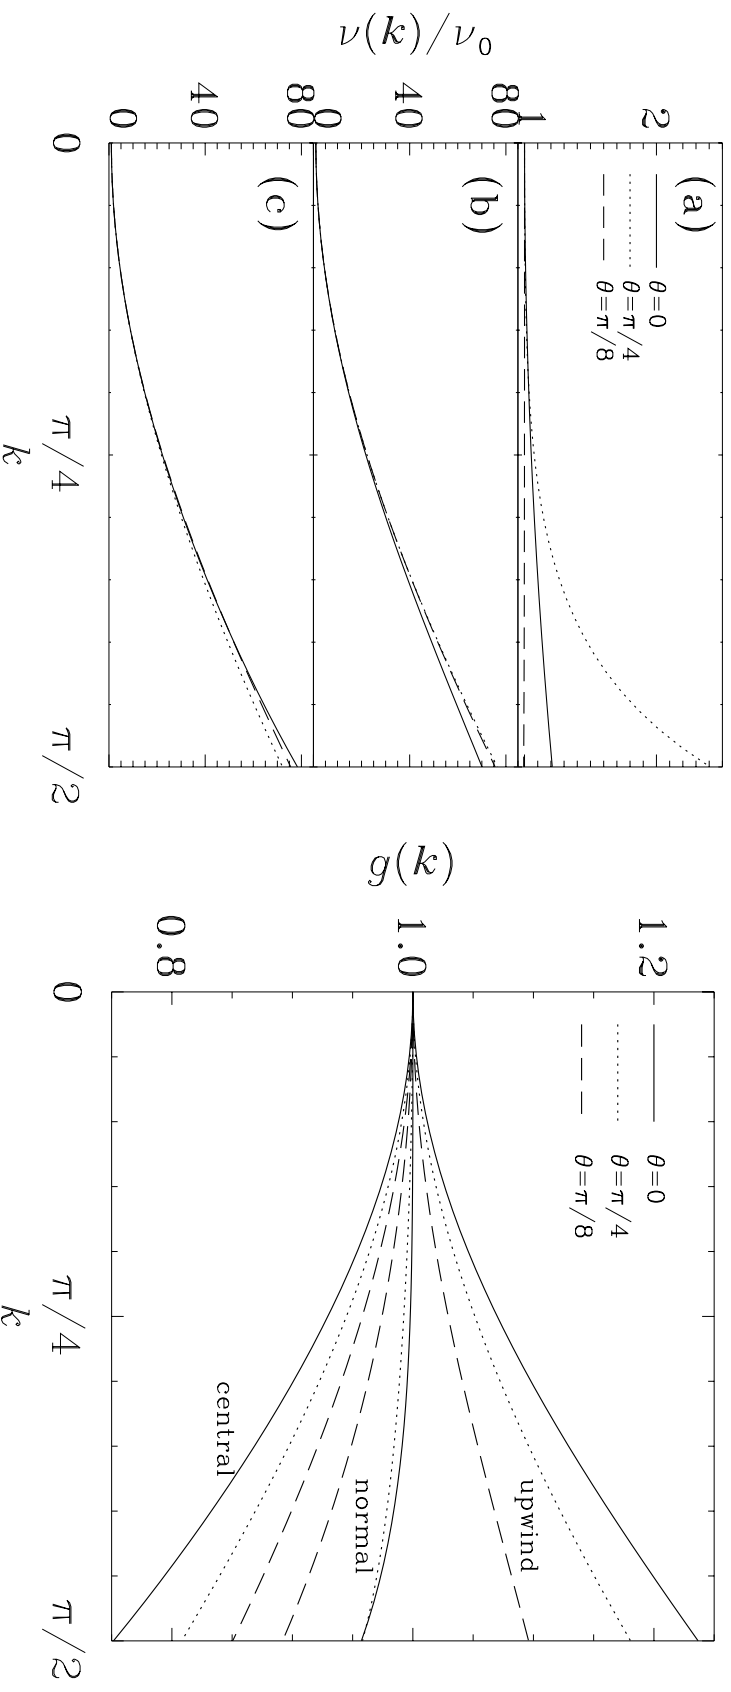 ν(k)/ν₀
2
1
(a)
θ=0
θ=π/4
θ=π/8
80
40
0
(b)
80
40
0
(c)
0
π/4
π/2
k
g(k)
1.2
1.0
0.8
θ=0
θ=π/4
θ=π/8
upwind
normal
central
0
π/4
π/2
k